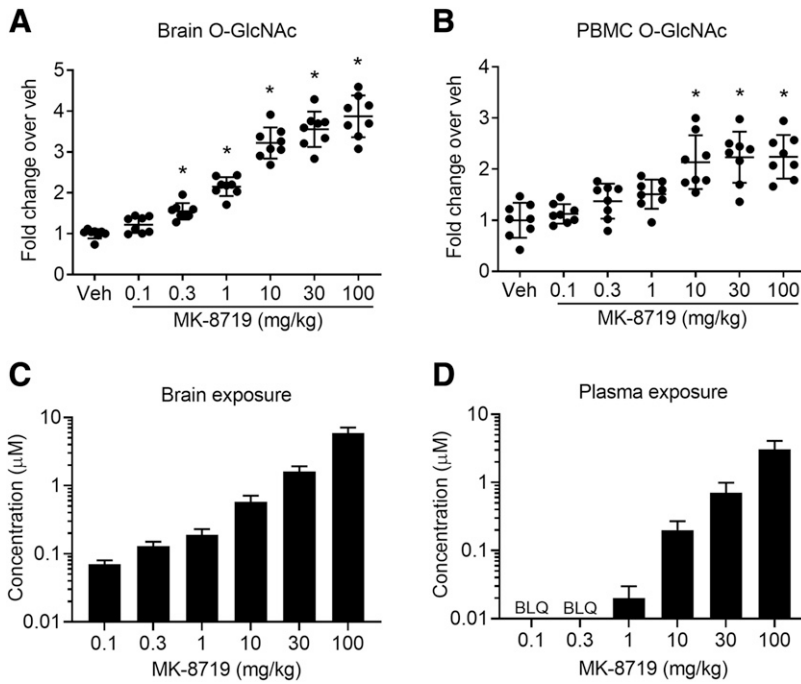 A
Brain O-GlcNAc
Fold change over veh
5
4
3
2
1
0
* * * * *
Veh 0.1 0.3 1 10 30 100
MK-8719 (mg/kg)
B
PBMC O-GlcNAc
Fold change over veh
4
3
2
1
0
* * *
Veh 0.1 0.3 1 10 30 100
MK-8719 (mg/kg)
C
Brain exposure
Concentration (μM)
10
1
0.1
0.01
0.1 0.3 1 10 30 100
MK-8719 (mg/kg)
D
Plasma exposure
Concentration (μM)
10
1
0.1
0.01
BLQ BLQ
0.1 0.3 1 10 30 100
MK-8719 (mg/kg)